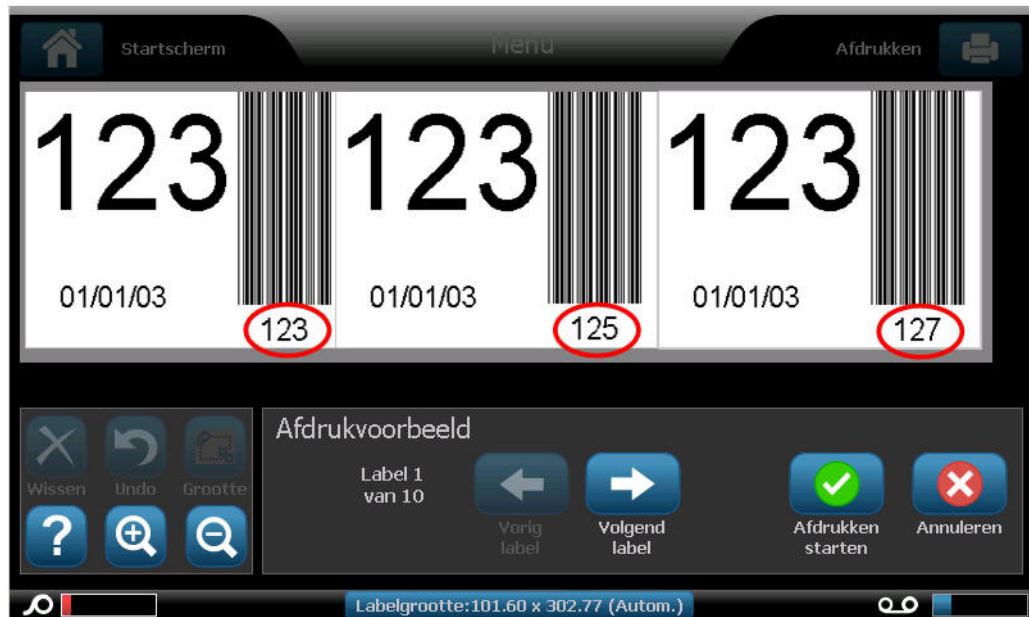 Startscherm
Menu
Afdrukken
123
123
123
01/01/03
01/01/03
01/01/03
123
125
127
Afdrukvoorbeeld
Wissen
Undo
Grootte
?
Label 1
van 10
Vorig
label
Volgend
label
Afdrukken
starten
Annuleren
Labelgrootte:101.60 x 302.77 (Autom.)